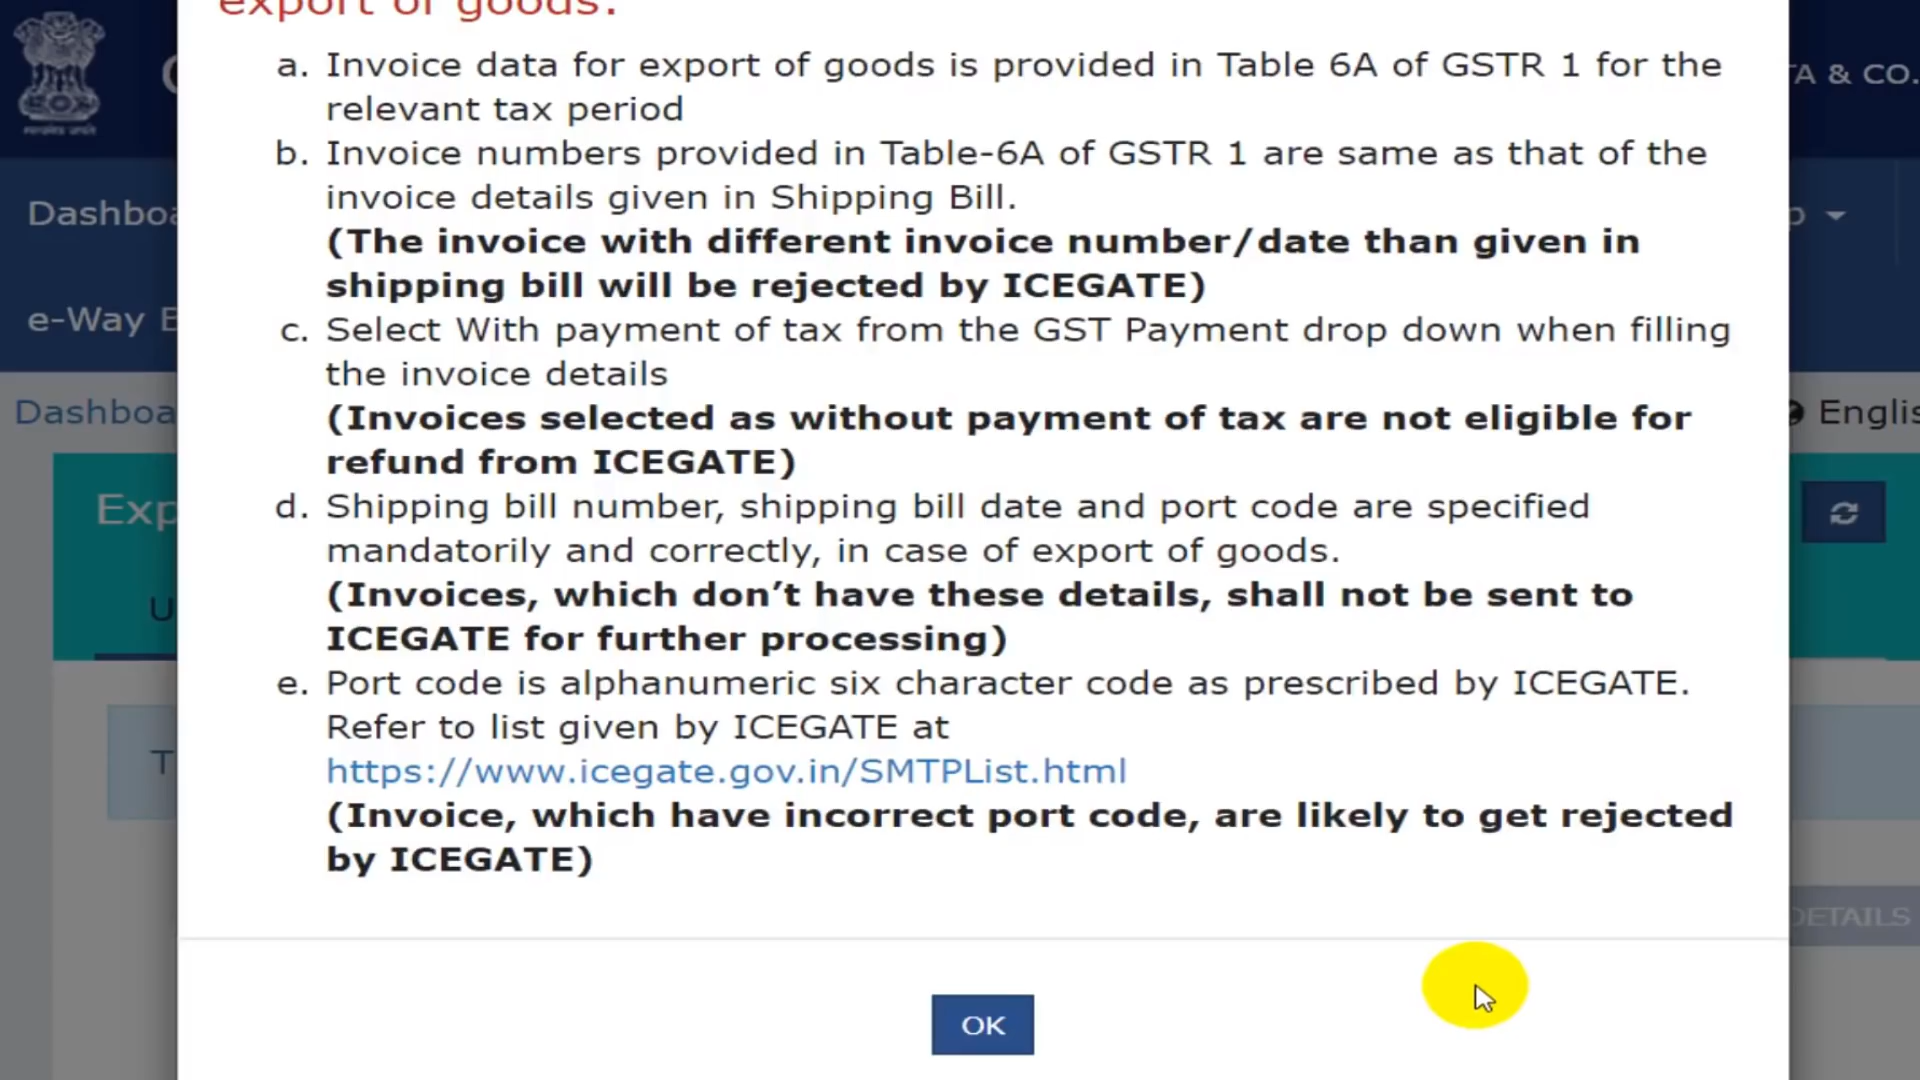 export of goods:
a. Invoice data for export of goods is provided in Table 6A of GSTR 1 for the
relevant tax period
b. Invoice numbers provided in Table-6A of GSTR 1 are same as that of the
invoice details given in Shipping Bill.
(The invoice with different invoice number/date than given in
shipping bill will be rejected by ICEGATE)
c. Select With payment of tax from the GST Payment drop down when filling
the invoice details
(Invoices selected as without payment of tax are not eligible for
refund from ICEGATE)
d. Shipping bill number, shipping bill date and port code are specified
mandatorily and correctly, in case of export of goods.
(Invoices, which don’t have these details, shall not be sent to
ICEGATE for further processing)
e. Port code is alphanumeric six character code as prescribed by ICEGATE.
Refer to list given by ICEGATE at
https://www.icegate.gov.in/SMTPList.html
(Invoice, which have incorrect port code, are likely to get rejected
by ICEGATE)
OK
TA & CO.
Dashboa
e-Way B
Dashboa
Englis
Exp
DETAILS